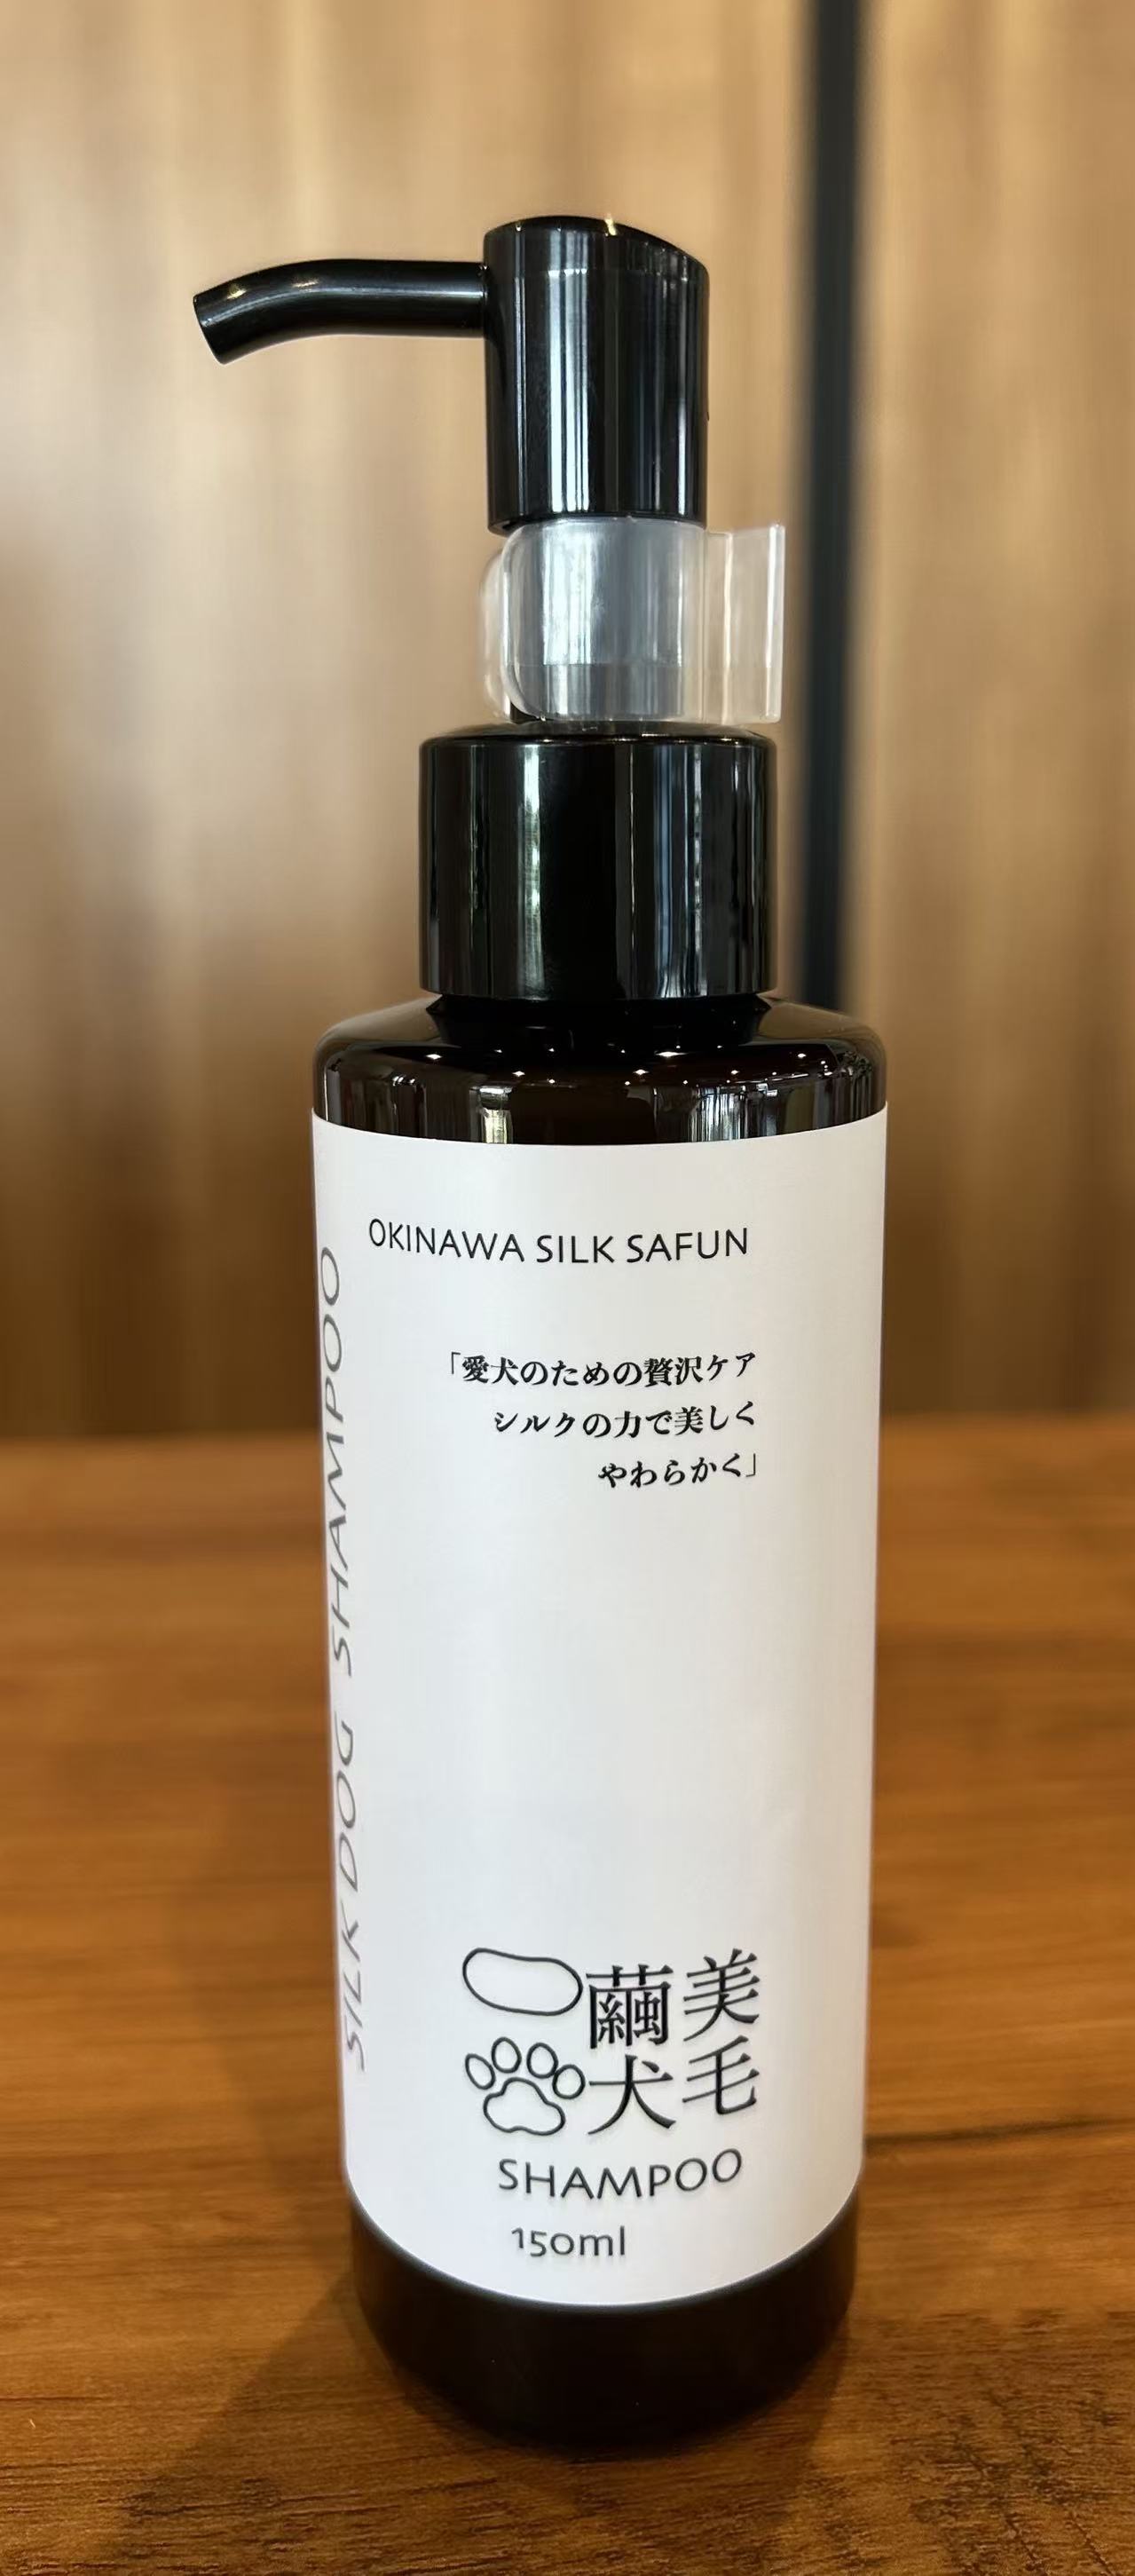 OKINAWA SILK SAFUN
「愛犬のための贅沢ケア
シルクの力で美しく
やわらかく」
SILK DOG SHAMPOO
美毛
繭犬
SHAMPOO
150ml